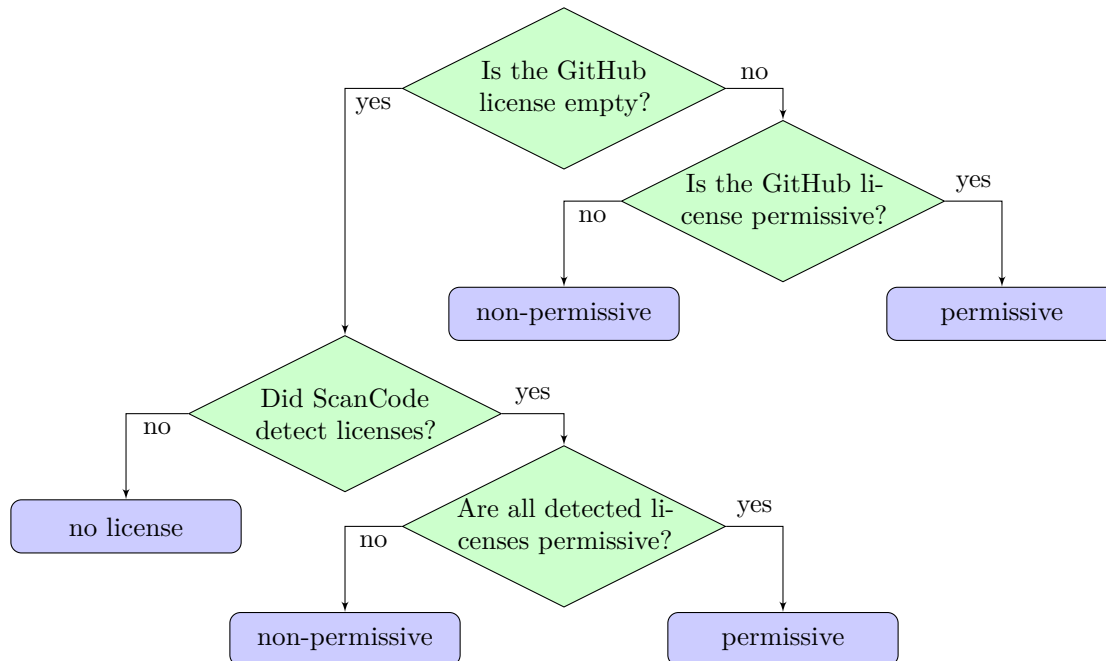 Is the GitHub
license empty?
yes
no
Is the GitHub li-
cense permissive?
no
yes
non-permissive
permissive
Did ScanCode
detect licenses?
no
yes
no license
Are all detected li-
censes permissive?
no
yes
non-permissive
permissive